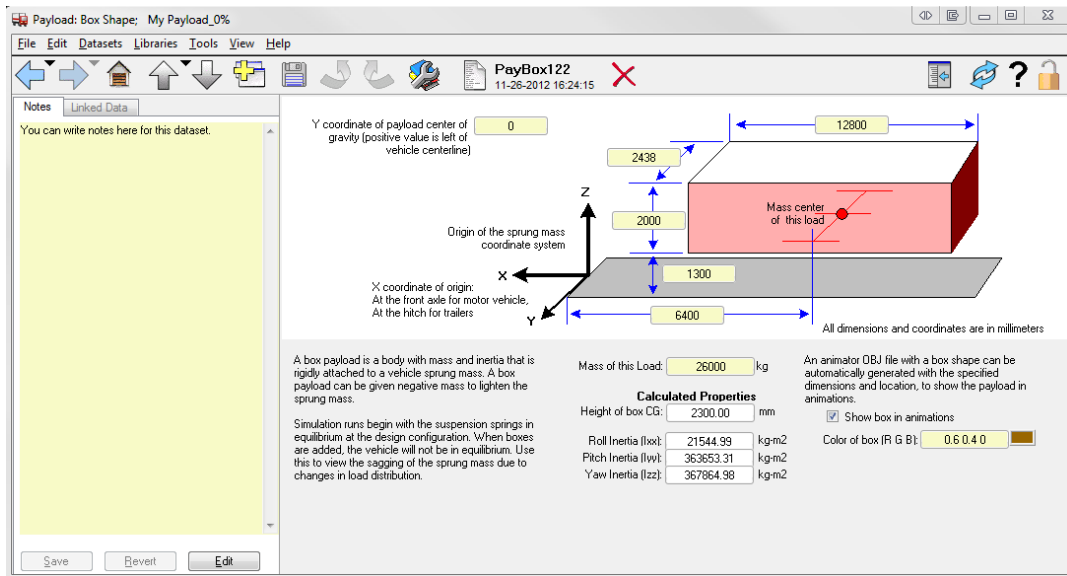 Payload: Box Shape;   My Payload_0%
File Edit Datasets Libraries Tools View Help
PayBox122
11-26-2012 16:24:15
?
Notes
Linked Data
You can write notes here for this dataset.
Save
Revert
Edit
Y coordinate of payload center of
gravity (positive value is left of
vehicle centerline)
0
12800
2438
2000
Mass center
of this load
Z
Origin of the sprung mass
coordinate system
X
1300
X coordinate of origin:
At the front axle for motor vehicle,
At the hitch for trailers
Y
6400
All dimensions and coordinates are in millimeters
A box payload is a body with mass and inertia that is
rigidly attached to a vehicle sprung mass. A box
payload can be given negative mass to lighten the
sprung mass.
Simulation runs begin with the suspension springs in
equilibrium at the design configuration. When boxes
are added, the vehicle will not be in equilibrium. Use
this to view the sagging of the sprung mass due to
changes in load distribution.
Mass of this Load: 26000 kg
Calculated Properties
Height of box CG: 2300.00 mm
Roll Inertia (Ixx): 21544.99 kg-m2
Pitch Inertia (Iyy): 363653.31 kg-m2
Yaw Inertia (Izz): 367864.98 kg-m2
An animator OBJ file with a box shape can be
automatically generated with the specified
dimensions and location, to show the payload in
animations.
Show box in animations
Color of box (R G B): 0.6 0.4 0